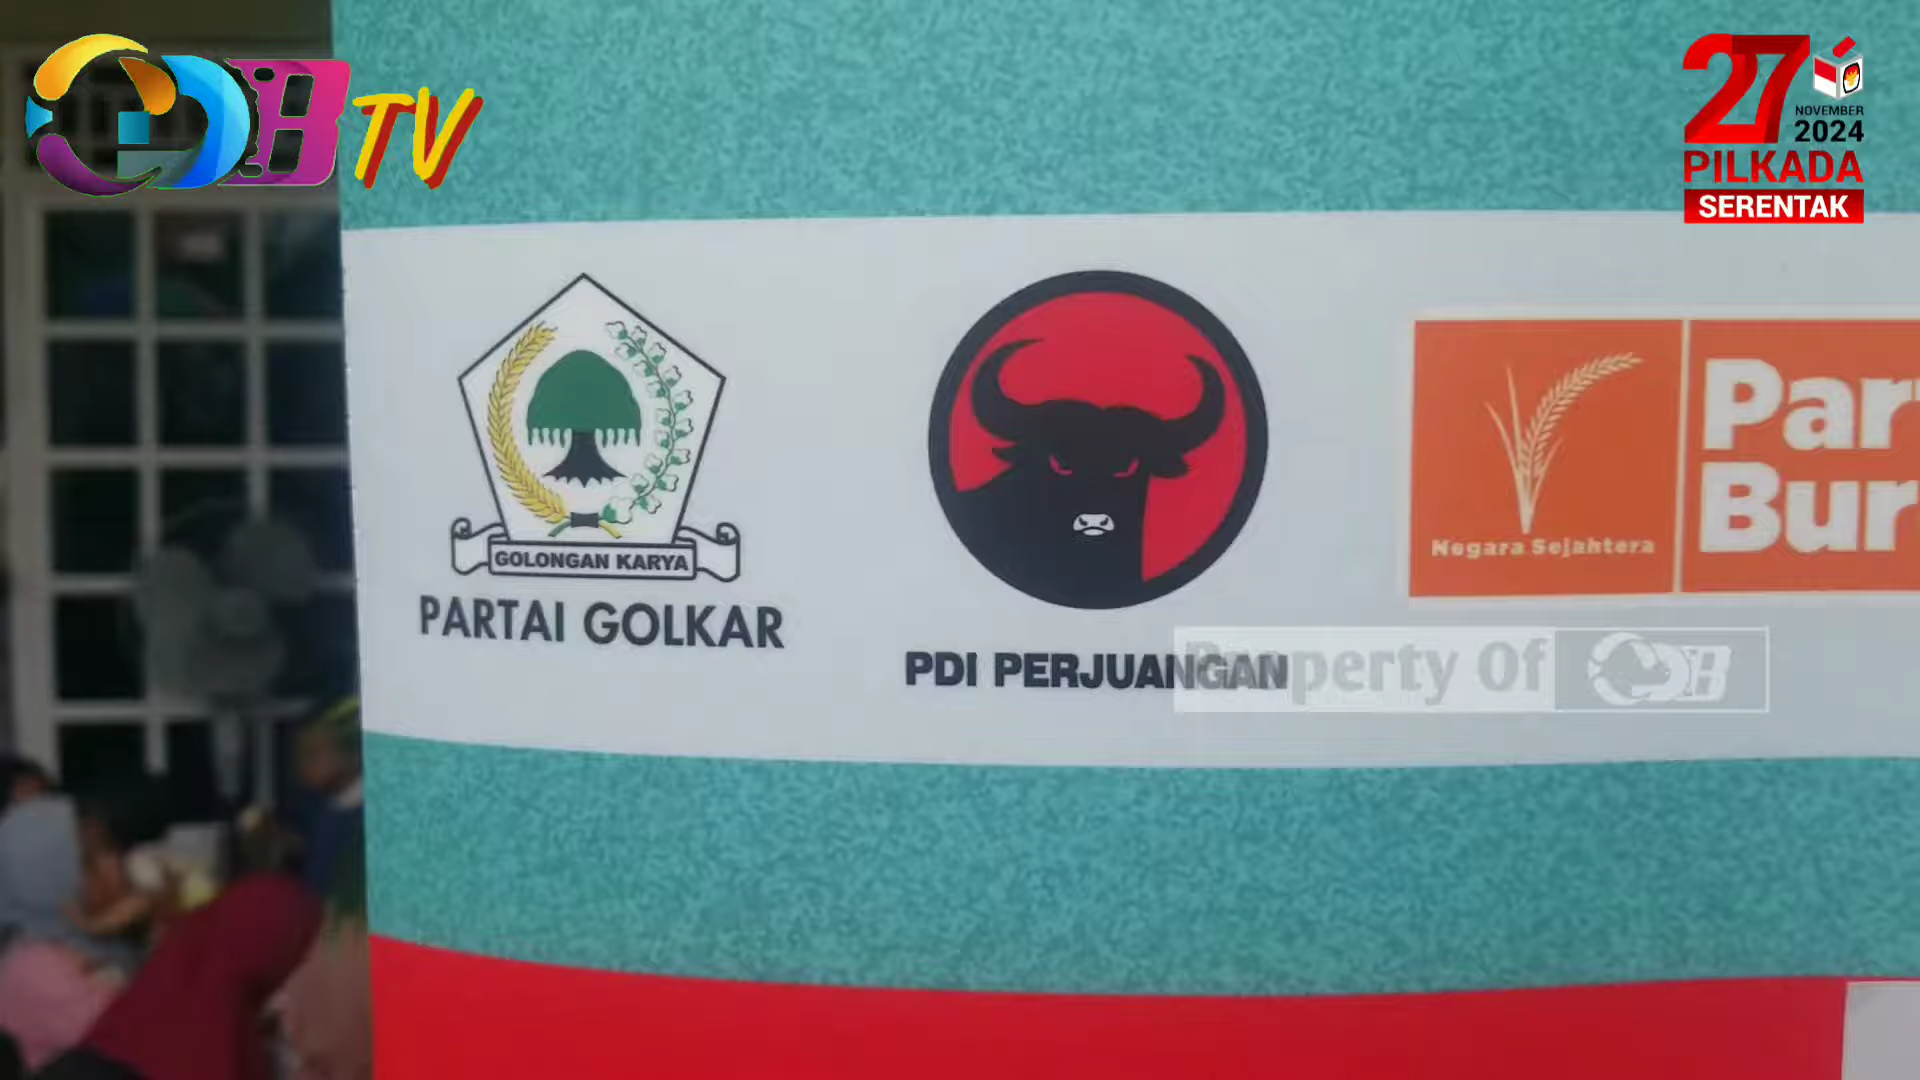 TV
27
NOVEMBER
2024
PILKADA
SERENTAK
GOLONGAN KARYA
PARTAI GOLKAR
PDI PERJUANGAN
Negara Sejahtera
Par
Bur
Property Of